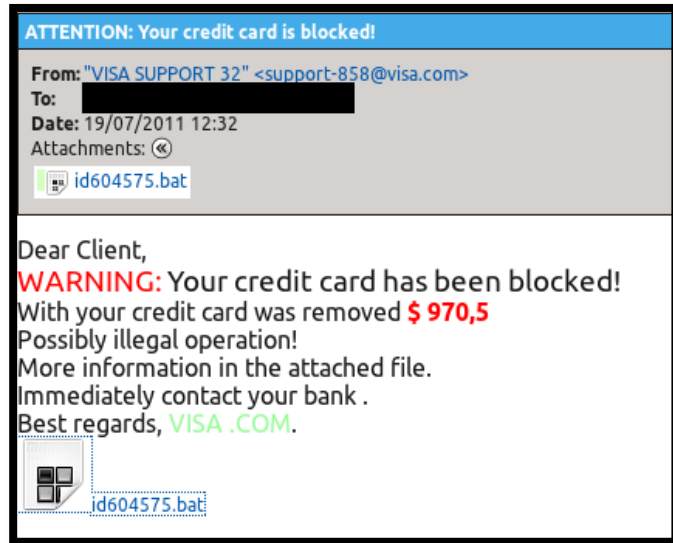 ATTENTION: Your credit card is blocked!
From: "VISA SUPPORT 32" <support-858@visa.com>
To:
Date: 19/07/2011 12:32
Attachments:
id604575.bat
Dear Client,
WARNING: Your credit card has been blocked!
With your credit card was removed $ 970,5
Possibly illegal operation!
More information in the attached file.
Immediately contact your bank .
Best regards, VISA .COM.
id604575.bat